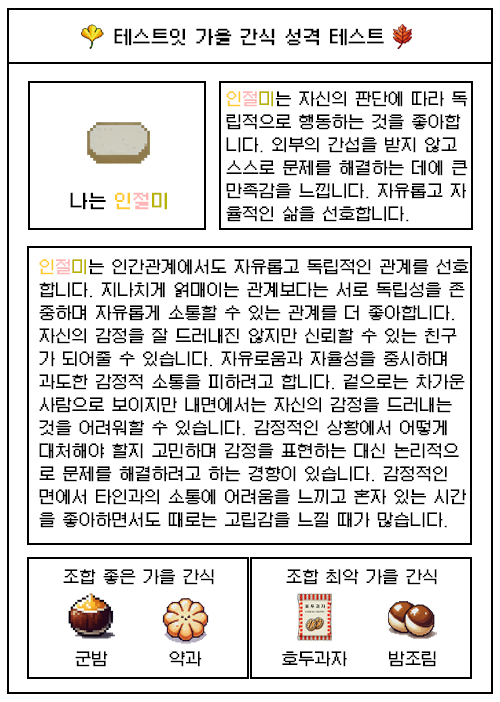 테스트잇 가을 간식 성격 테스트
나는 인절미
인절미는 자신의 판단에 따라 독
립적으로 행동하는 것을 좋아합
니다. 외부의 간섭을 받지 않고
스스로 문제를 해결하는 데에 큰
만족감을 느낍니다. 자유롭고 자
율적인 삶을 선호합니다.
인절미는 인간관계에서도 자유롭고 독립적인 관계를 선호
합니다. 지나치게 얽매이는 관계보다는 서로 독립성을 존
중하며 자유롭게 소통할 수 있는 관계를 더 좋아합니다.
자신의 감정을 잘 드러내진 않지만 신뢰할 수 있는 친구
가 되어줄 수 있습니다. 자유로움과 자율성을 중시하며
과도한 감정적 소통을 피하려고 합니다. 겉으로는 차가운
사람으로 보이지만 내면에서는 자신의 감정을 드러내는
것을 어려워할 수 있습니다. 감정적인 상황에서 어떻게
대처해야 할지 고민하며 감정을 표현하는 대신 논리적으
로 문제를 해결하려고 하는 경향이 있습니다. 감정적인
면에서 타인과의 소통에 어려움을 느끼고 혼자 있는 시간
을 좋아하면서도 때로는 고립감을 느낄 때가 많습니다.
조합 좋은 가을 간식
군밤
약과
조합 최악 가을 간식
호두과자
호두과자
밤조림